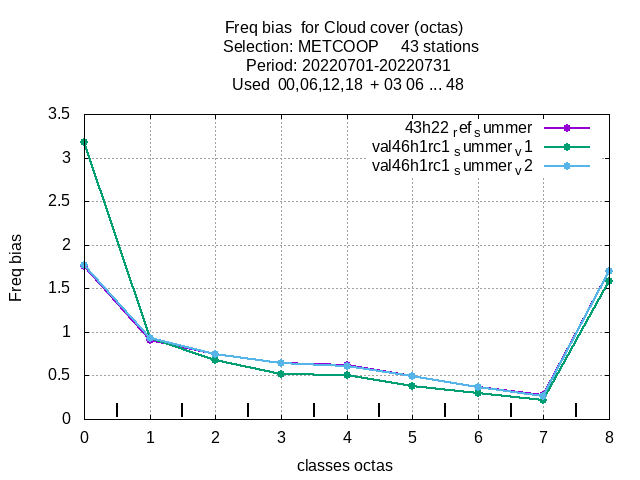 Freq bias  for Cloud cover (octas)
Selection: METCOOP     43 stations
Period: 20220701-20220731
Used  00,06,12,18  + 03 06 ... 48
43h22 ref summer
val46h1rc1 summer v1
val46h1rc1 summer v2
3.5
3
2.5
2
1.5
1
0.5
0
Freq bias
0 1 2 3 4 5 6 7 8
classes octas